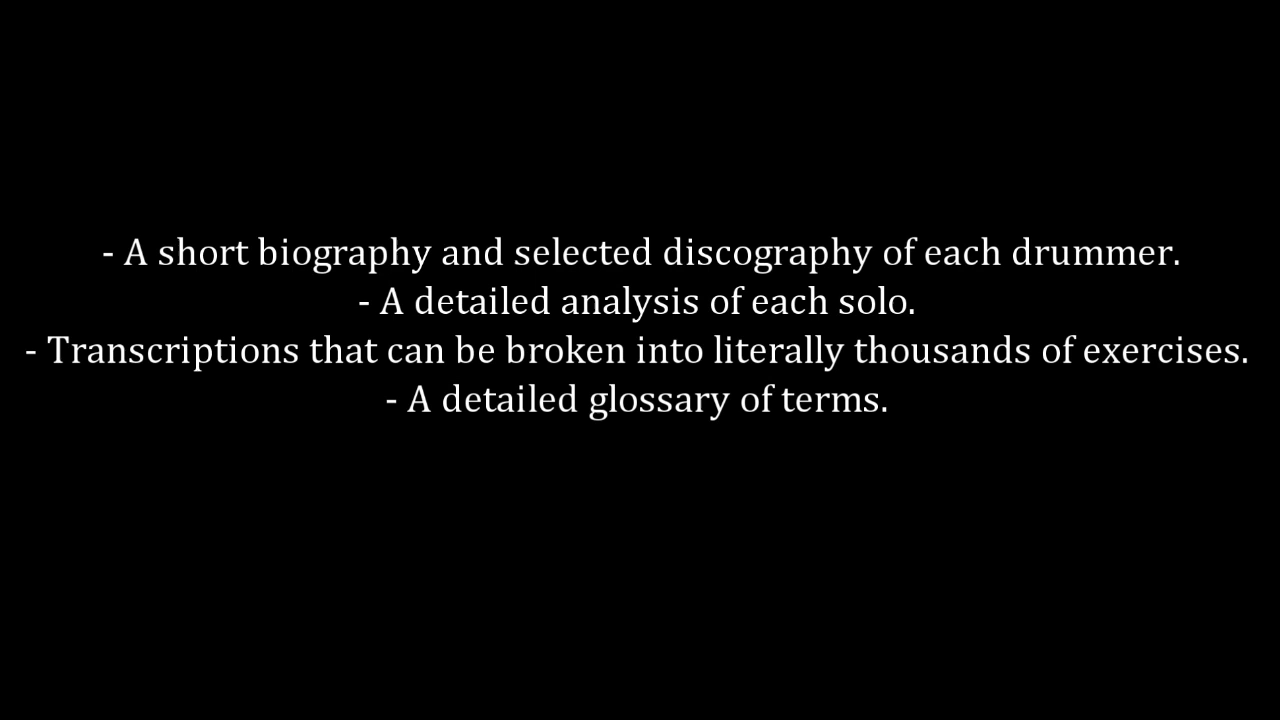 - A short biography and selected discography of each drummer.
- A detailed analysis of each solo.
- Transcriptions that can be broken into literally thousands of exercises.
- A detailed glossary of terms.